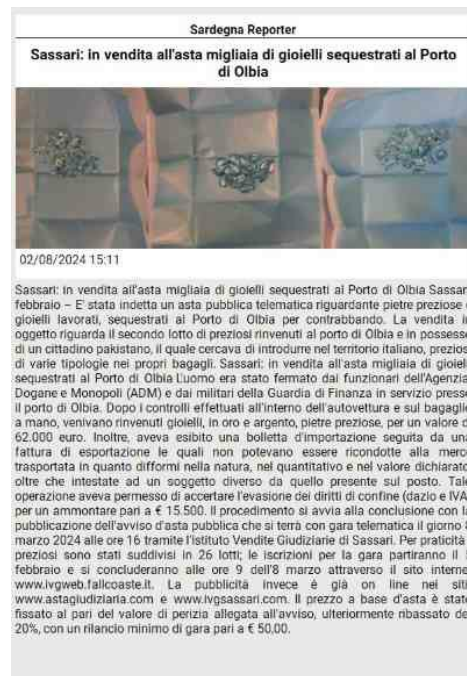 Sardegna Reporter
Sassari: in vendita all'asta migliaia di gioielli sequestrati al Porto
di Olbia
02/08/2024 15:11
Sassari: in vendita all'asta migliaia di gioielli sequestrati al Porto di Olbia Sassari
febbraio – E' stata indetta un asta pubblica telematica riguardante pietre preziose
gioielli lavorati, sequestrati al Porto di Olbia per contrabbando. La vendita
oggetto riguarda il secondo lotto di preziosi rinvenuti al porto di Olbia e in possesso
di un cittadino pakistano, il quale cercava di introdurre nel territorio italiano, prezios
di varie tipologie nei propri bagagli. Sassari: in vendita all'asta migliaia di gioiell
sequestrati al Porto di Olbia L'uomo era stato fermato dai funzionari dell'Agenzia
Dogane e Monopoli (ADM) e dai militari della Guardia di Finanza in servizio presso
il porto di Olbia. Dopo i controlli effettuati all'interno dell'autovettura e sul bagaglio
a mano, venivano rinvenuti gioielli, in oro e argento, pietre preziose, per un valore d
62.000 euro. Inoltre, aveva esibito una bolletta d'importazione seguita da una
fattura di esportazione le quali non potevano essere ricondotte alla merce
trasportata in quanto difformi nella natura, nel quantitativo e nel valore dichiarato
oltre che intestate ad un soggetto diverso da quello presente sul posto. Tale
operazione aveva permesso di accertare l'evasione dei diritti di confine (dazio e IVA)
per un ammontare pari a € 15.500. Il procedimento si avvia alla conclusione con la
pubblicazione dell'avviso d'asta pubblica che si terrà con gara telematica il giorno
marzo 2024 alle ore 16 tramite l'Istituto Vendite Giudiziarie di Sassari. Per praticità
preziosi sono stati suddivisi in 26 lotti; le iscrizioni per la gara partiranno il
febbraio e si concluderanno alle ore 9 dell'8 marzo attraverso il sito interne
www.ivgweb.fallcoaste.it. La pubblicità invece è già on line nei siti
www.astagiudiziaria.com e www.ivgsassari.com. Il prezzo a base d'asta è stato
fissato al pari del valore di perizia allegata all'avviso, ulteriormente ribassato de
20%, con un rilancio minimo di gara pari a € 50,00.